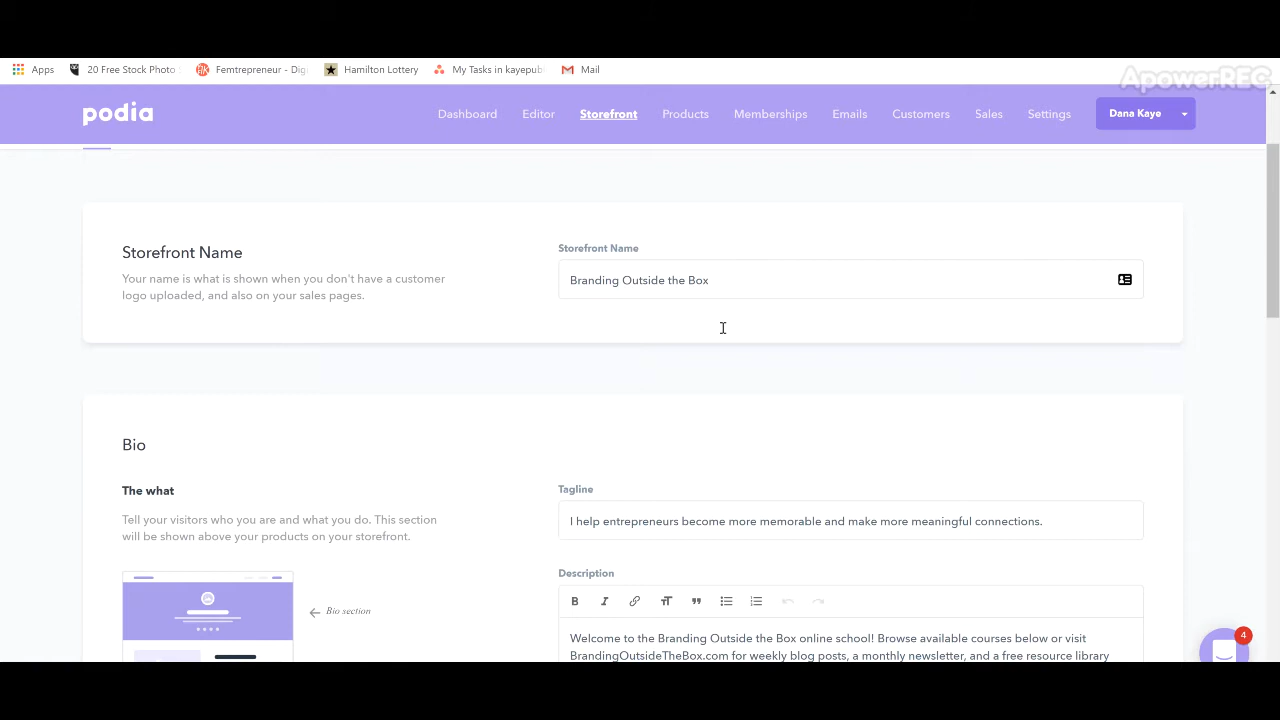 Apps 20 Free Stock Photo Femtrepreneur - Dig Hamilton Lottery My Tasks in kayepub Mail
ApowerREC
podia Dashboard Editor Storefront Products Memberships Emails Customers Sales Settings Dana Kaye
Storefront Name
Your name is what is shown when you don't have a customer
logo uploaded, and also on your sales pages.
Storefront Name
Branding Outside the Box
Bio
The what
Tell your visitors who you are and what you do. This section
will be shown above your products on your storefront.
Bio section
Tagline
I help entrepreneurs become more memorable and make more meaningful connections.
Description
Welcome to the Branding Outside the Box online school! Browse available courses below or visit
BrandingOutsideTheBox.com for weekly blog posts, a monthly newsletter, and a free resource library
4